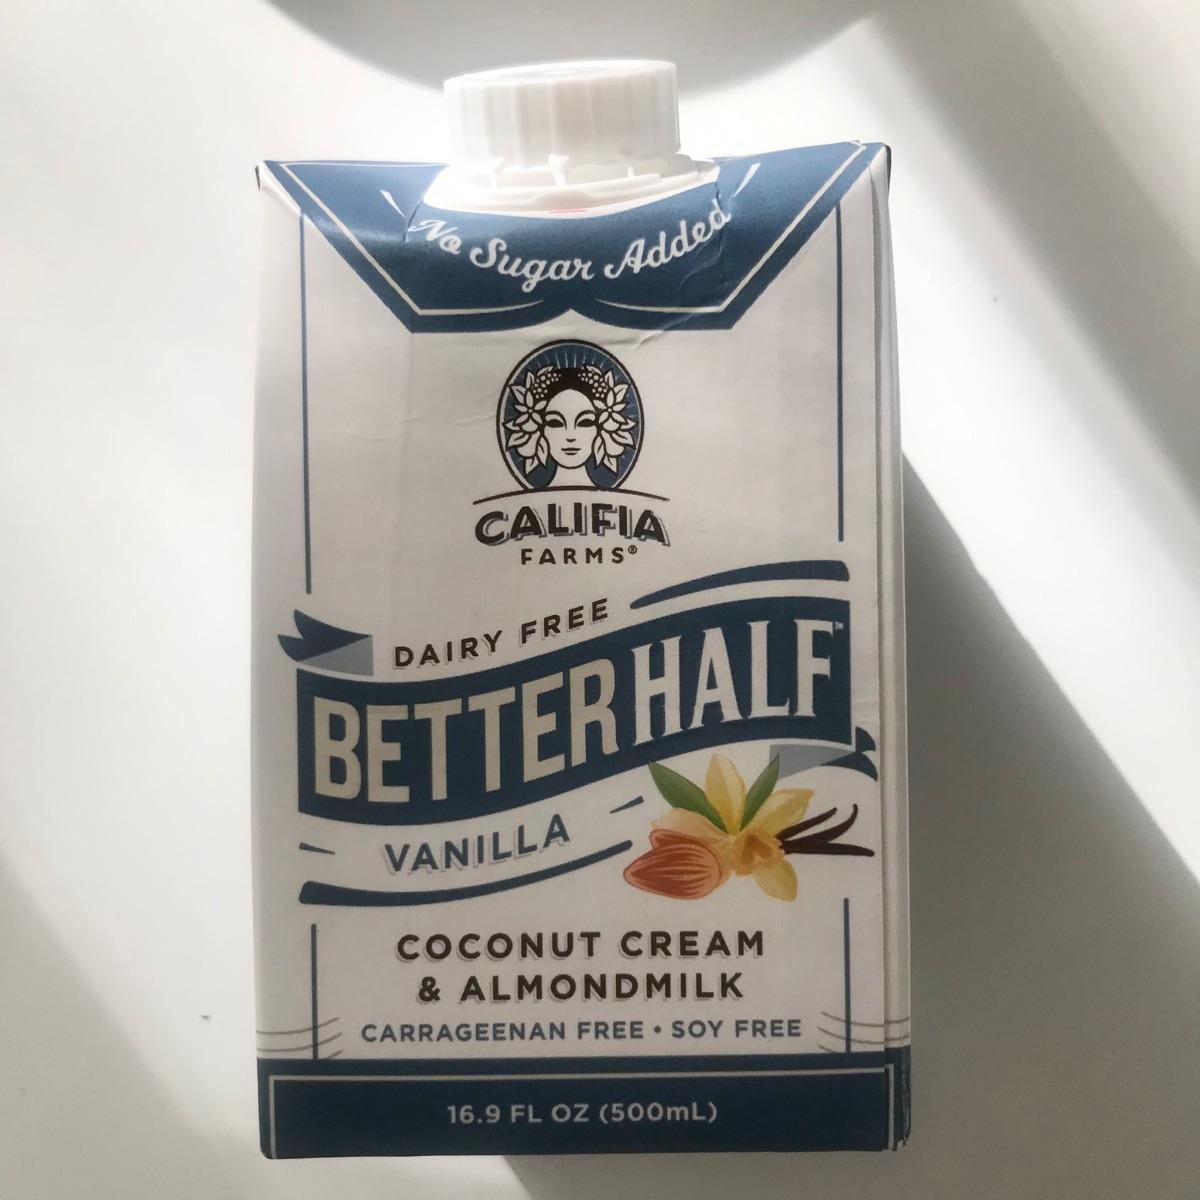 No Sugar Added
CALIFIA
FARMS®
DAIRY FREE
BETTER HALF™
VANILLA
COCONUT CREAM
& ALMONDMILK
CARRAGEENAN FREE • SOY FREE
16.9 FL OZ (500mL)